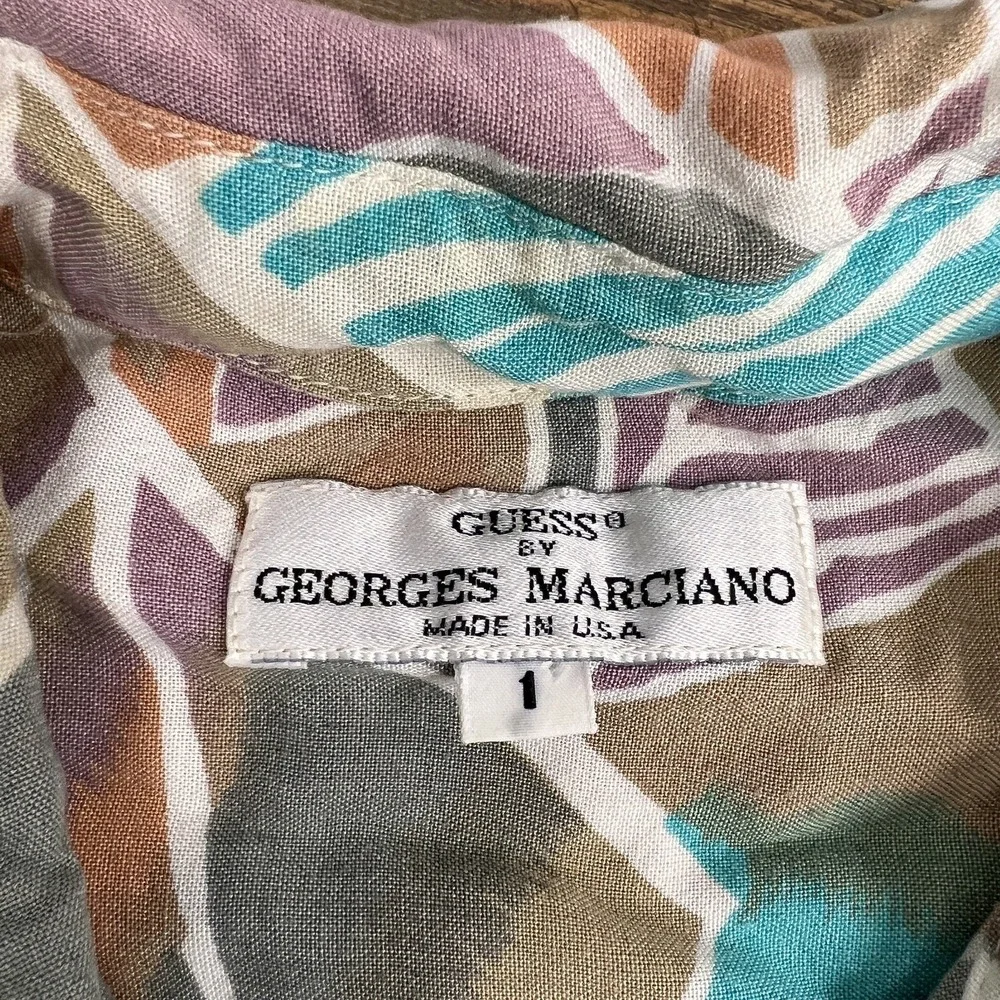 GUESS®
BY
GEORGES MARCIANO
MADE IN U.S.A
1